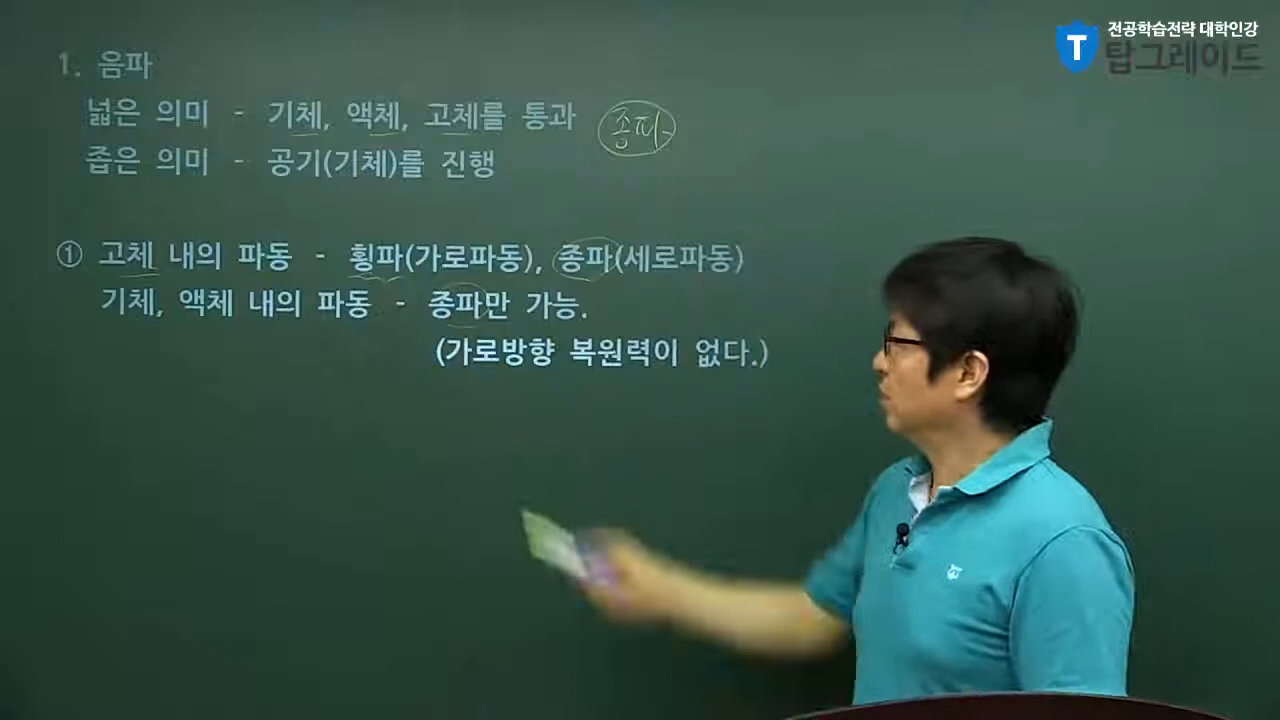 전공학습전략 대학인강
T 탑그레이드
1. 음파
넓은 의미 - 기체, 액체, 고체를 통과 종파
좁은 의미 - 공기(기체)를 진행
① 고체 내의 파동 - 횡파(가로파동), 종파(세로파동)
기체, 액체 내의 파동 - 종파만 가능.
(가로방향 복원력이 없다.)